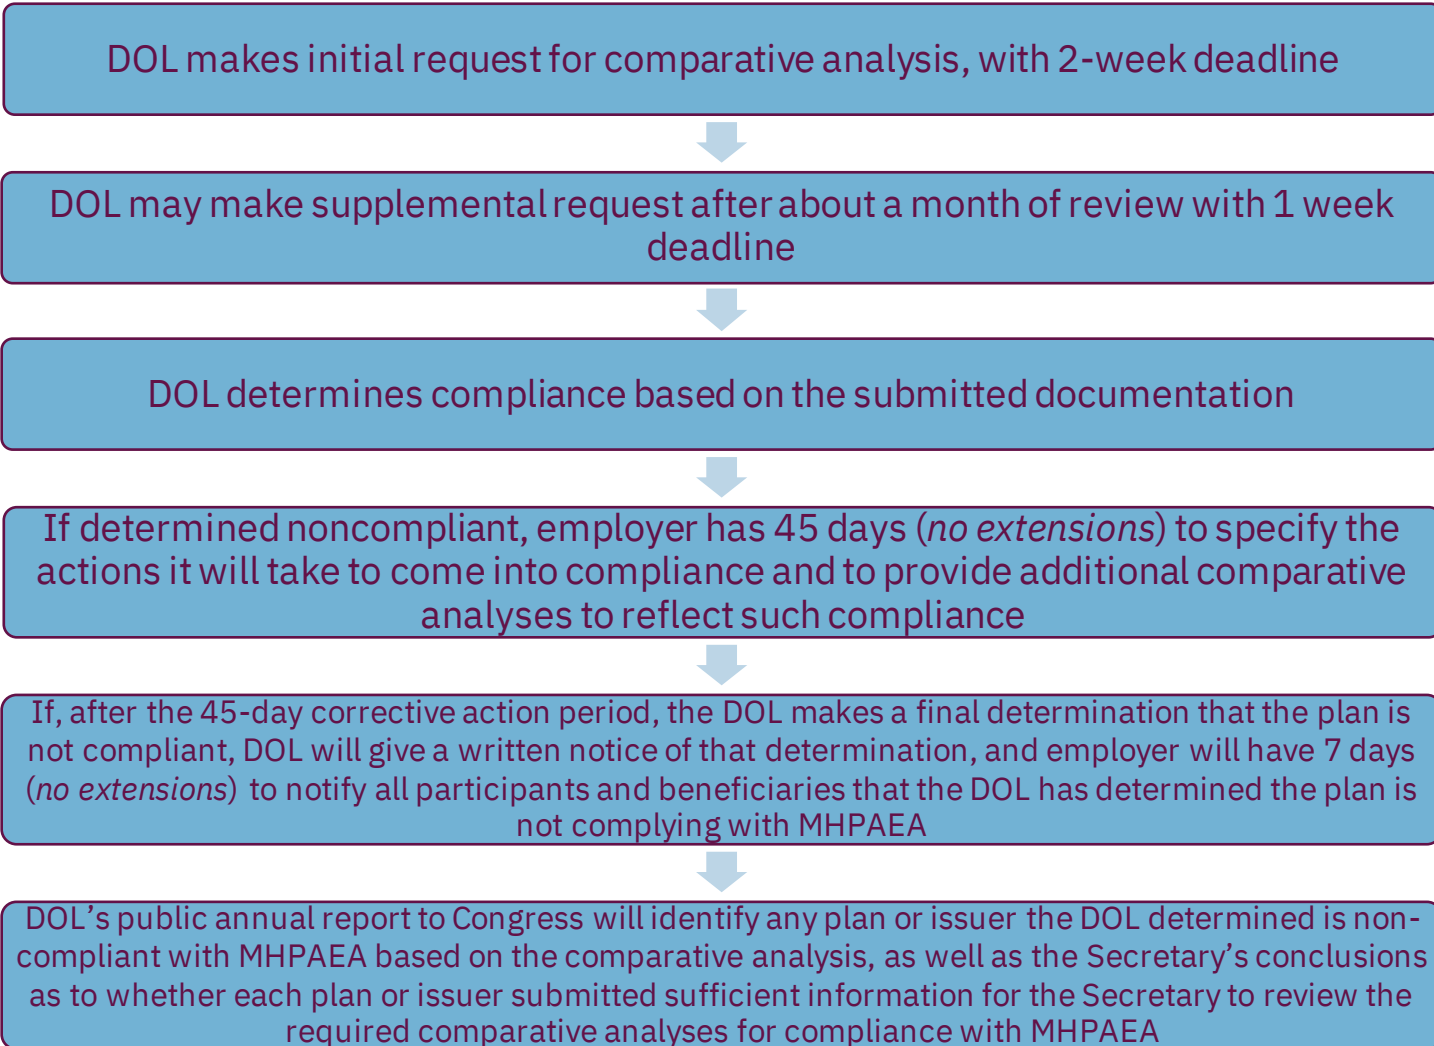 DOL makes initial request for comparative analysis, with 2-week deadline
DOL may make supplemental request after about a month of review with 1 week
deadline
DOL determines compliance based on the submitted documentation
If determined noncompliant, employer has 45 days (no extensions) to specify the
actions it will take to come into compliance and to provide additional comparative
analyses to reflect such compliance
If, after the 45-day corrective action period, the DOL makes a final determination that the plan is
not compliant, DOL will give a written notice of that determination, and employer will have 7 days
(no extensions) to notify all participants and beneficiaries that the DOL has determined the plan is
not complying with MHPAEA
DOL’s public annual report to Congress will identify any plan or issuer the DOL determined is non-
compliant with MHPAEA based on the comparative analysis, as well as the Secretary’s conclusions
as to whether each plan or issuer submitted sufficient information for the Secretary to review the
required comparative analyses for compliance with MHPAEA